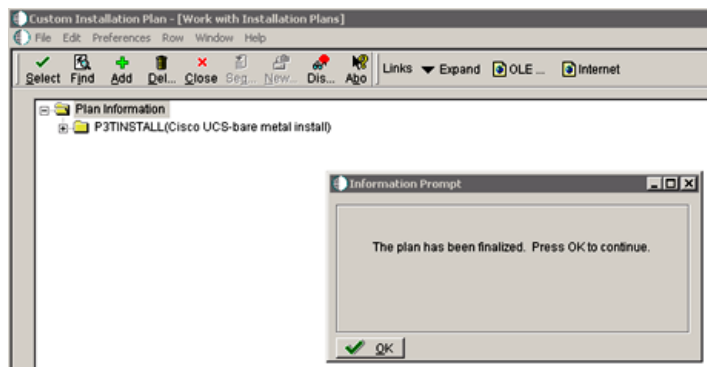 Custom Installation Plan - [Work with Installation Plans]
File Edit Preferences Row Window Help
Select Find Add Del... Close Seg... New... Dis... Abo Links Expand OLE ... Internet
Plan Information
P3TINSTALL(Cisco UCS-bare metal install)
Information Prompt
The plan has been finalized. Press OK to continue.
OK